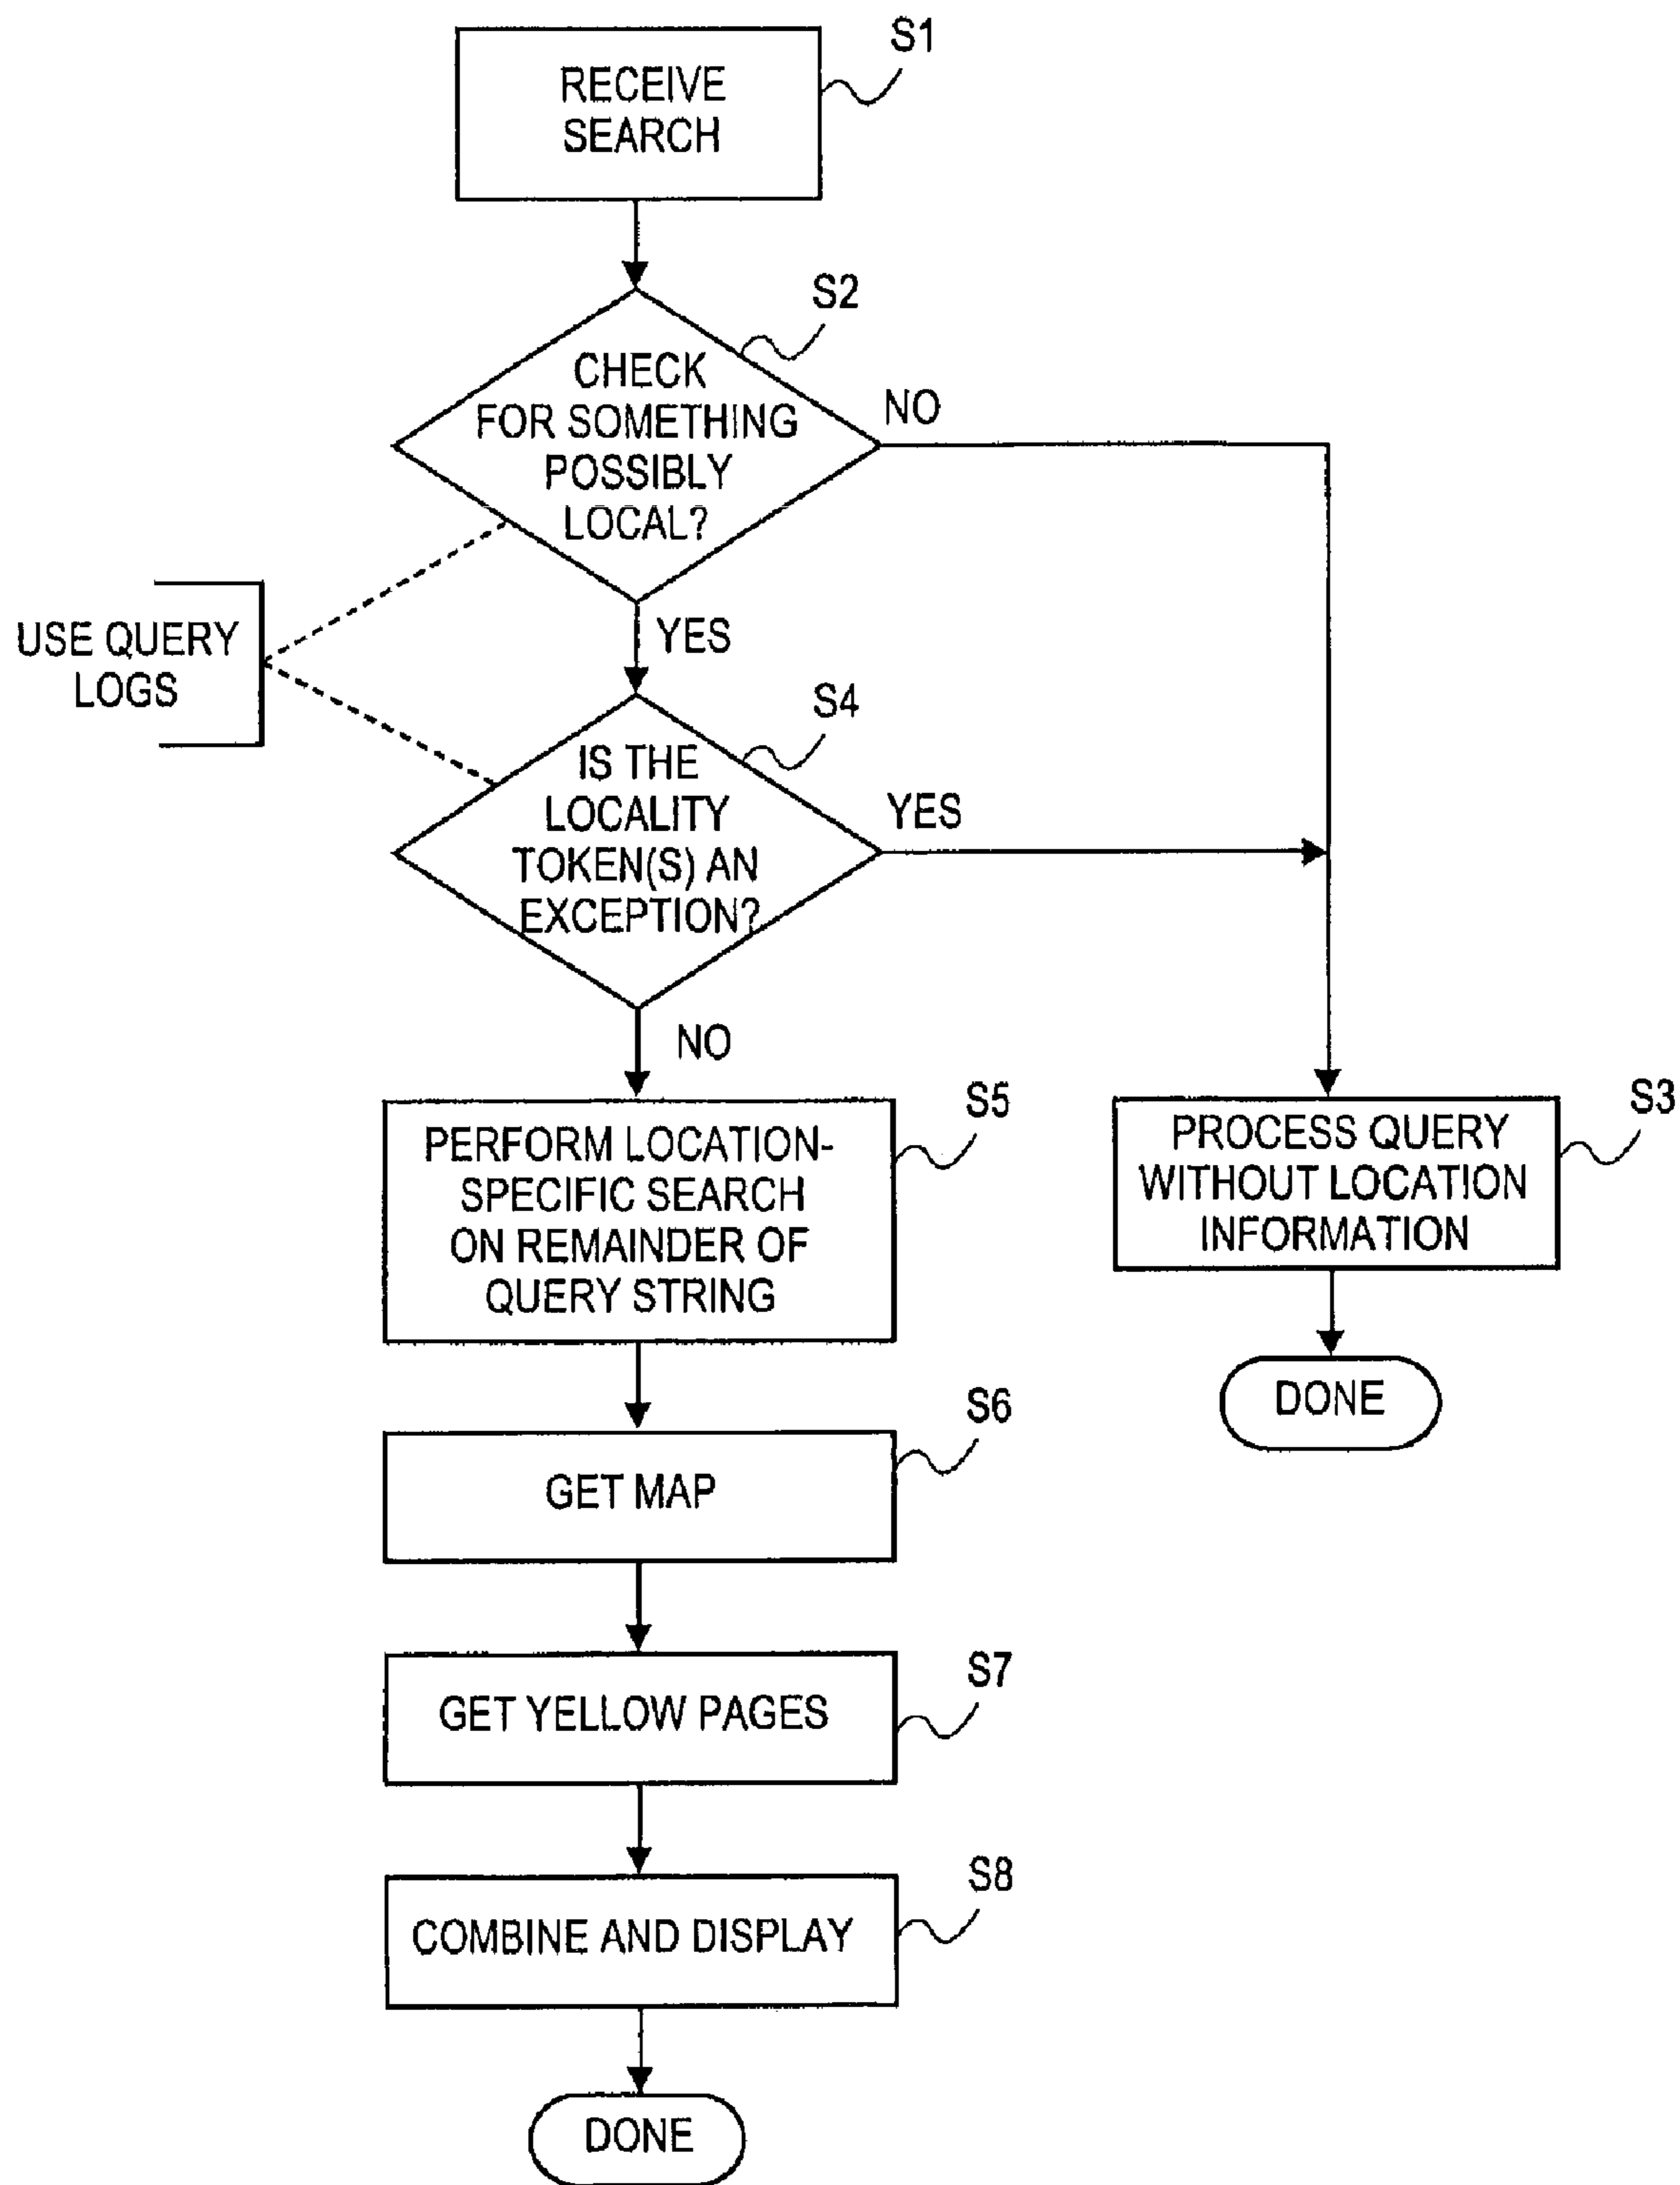 S1
RECEIVE
SEARCH
S2
CHECK
FOR SOMETHING
POSSIBLY
LOCAL?
NO
USE QUERY
LOGS
YES
S4
IS THE
LOCALITY
TOKEN(S) AN
EXCEPTION?
YES
NO
S5
PERFORM LOCATION-
SPECIFIC SEARCH
ON REMAINDER OF
QUERY STRING
S3
PROCESS QUERY
WITHOUT LOCATION
INFORMATION
DONE
S6
GET MAP
S7
GET YELLOW PAGES
S8
COMBINE AND DISPLAY
DONE